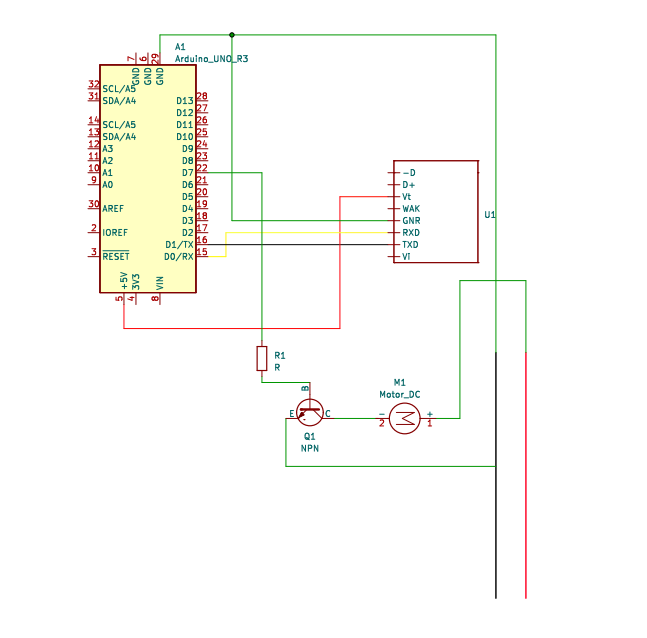 A1
Arduino_UNO_R3
7
GND
6
GND
29
GND
32
SCL/A5
31
SDA/A4
14
SCL/A5
13
SDA/A4
12
A3
11
A2
10
A1
9
A0
30
AREF
2
IOREF
3
RESET
D13
28
D12
27
D11
26
D10
25
D9
24
D8
23
D7
22
D6
21
D5
20
D4
19
D3
18
D2
17
D1/TX
16
D0/RX
15
+5V
5
3V3
4
VIN
8
-D
D+
Vt
WAK
GNR
RXD
TXD
Vi
U1
R1
R
B
E
C
Q1
NPN
M1
Motor_DC
-
2
+
1